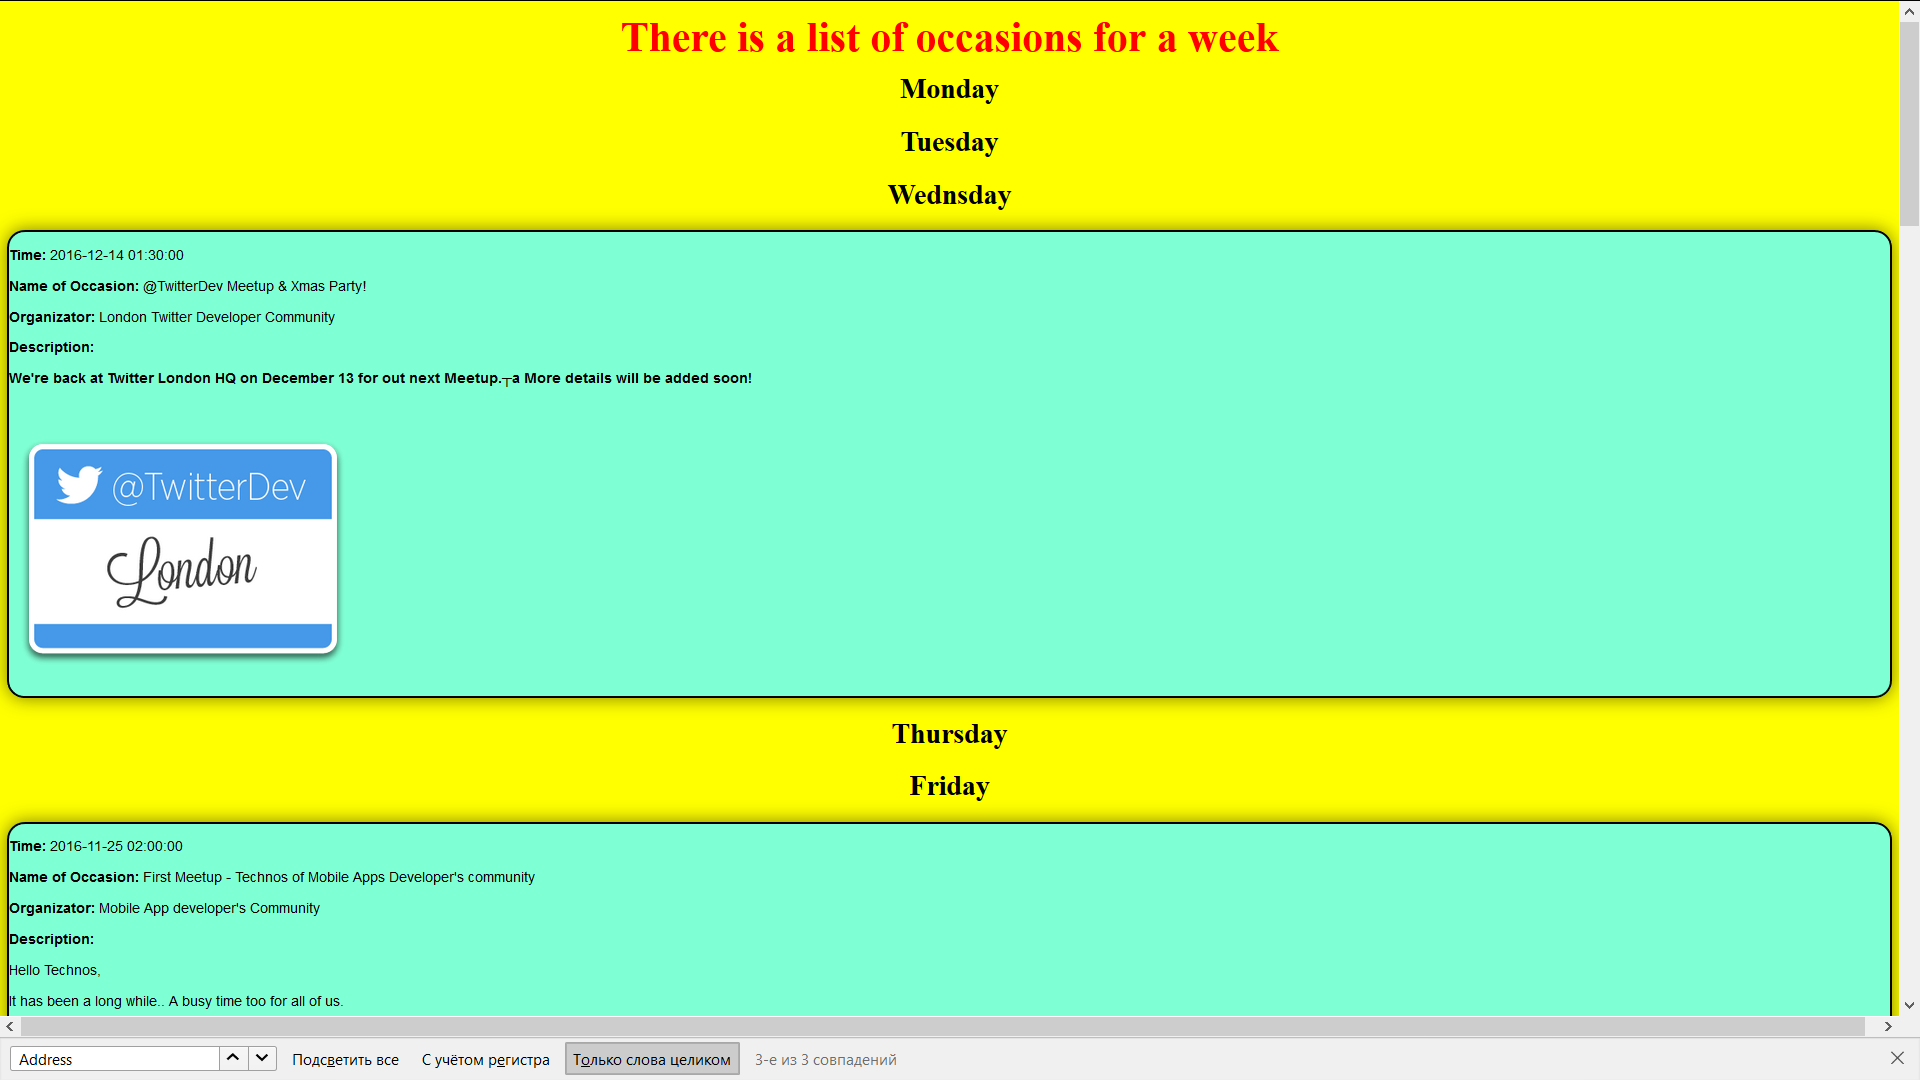 There is a list of occasions for a week
Monday
Tuesday
Wednsday
Time: 2016-12-14 01:30:00
Name of Occasion: @TwitterDev Meetup & Xmas Party!
Organizator: London Twitter Developer Community
Description:
We're back at Twitter London HQ on December 13 for out next Meetup.┬a More details will be added soon!
@TwitterDev
London
Thursday
Friday
Time: 2016-11-25 02:00:00
Name of Occasion: First Meetup - Technos of Mobile Apps Developer's community
Organizator: Mobile App developer's Community
Description:
Hello Technos,
It has been a long while.. A busy time too for all of us.
Address Подсветить все С учётом регистра Только слова целиком 3-е из 3 совпадений